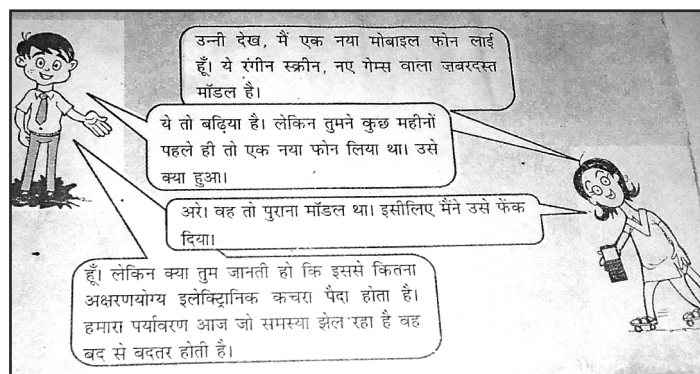 उन्नी देख, मैं एक नया मोबाइल फोन लाई
हूँ। ये रंगीन स्क्रीन, नए गेम्स वाला ज़बरदस्त
मॉडल है।
ये तो बढ़िया है। लेकिन तुमने कुछ महीनों
पहले ही तो एक नया फोन लिया था। उसे
क्या हुआ।
अरे। वह तो पुराना मॉडल था। इसीलिए मैंने उसे फेंक
दिया।
हूँ। लेकिन क्या तुम जानती हो कि इससे कितना
अक्षरणयोग्य इलेक्ट्रिानिक कचरा पैदा होता है।
हमारा पर्यावरण आज जो समस्या झेल रहा है वह
बद से बदतर होती है।